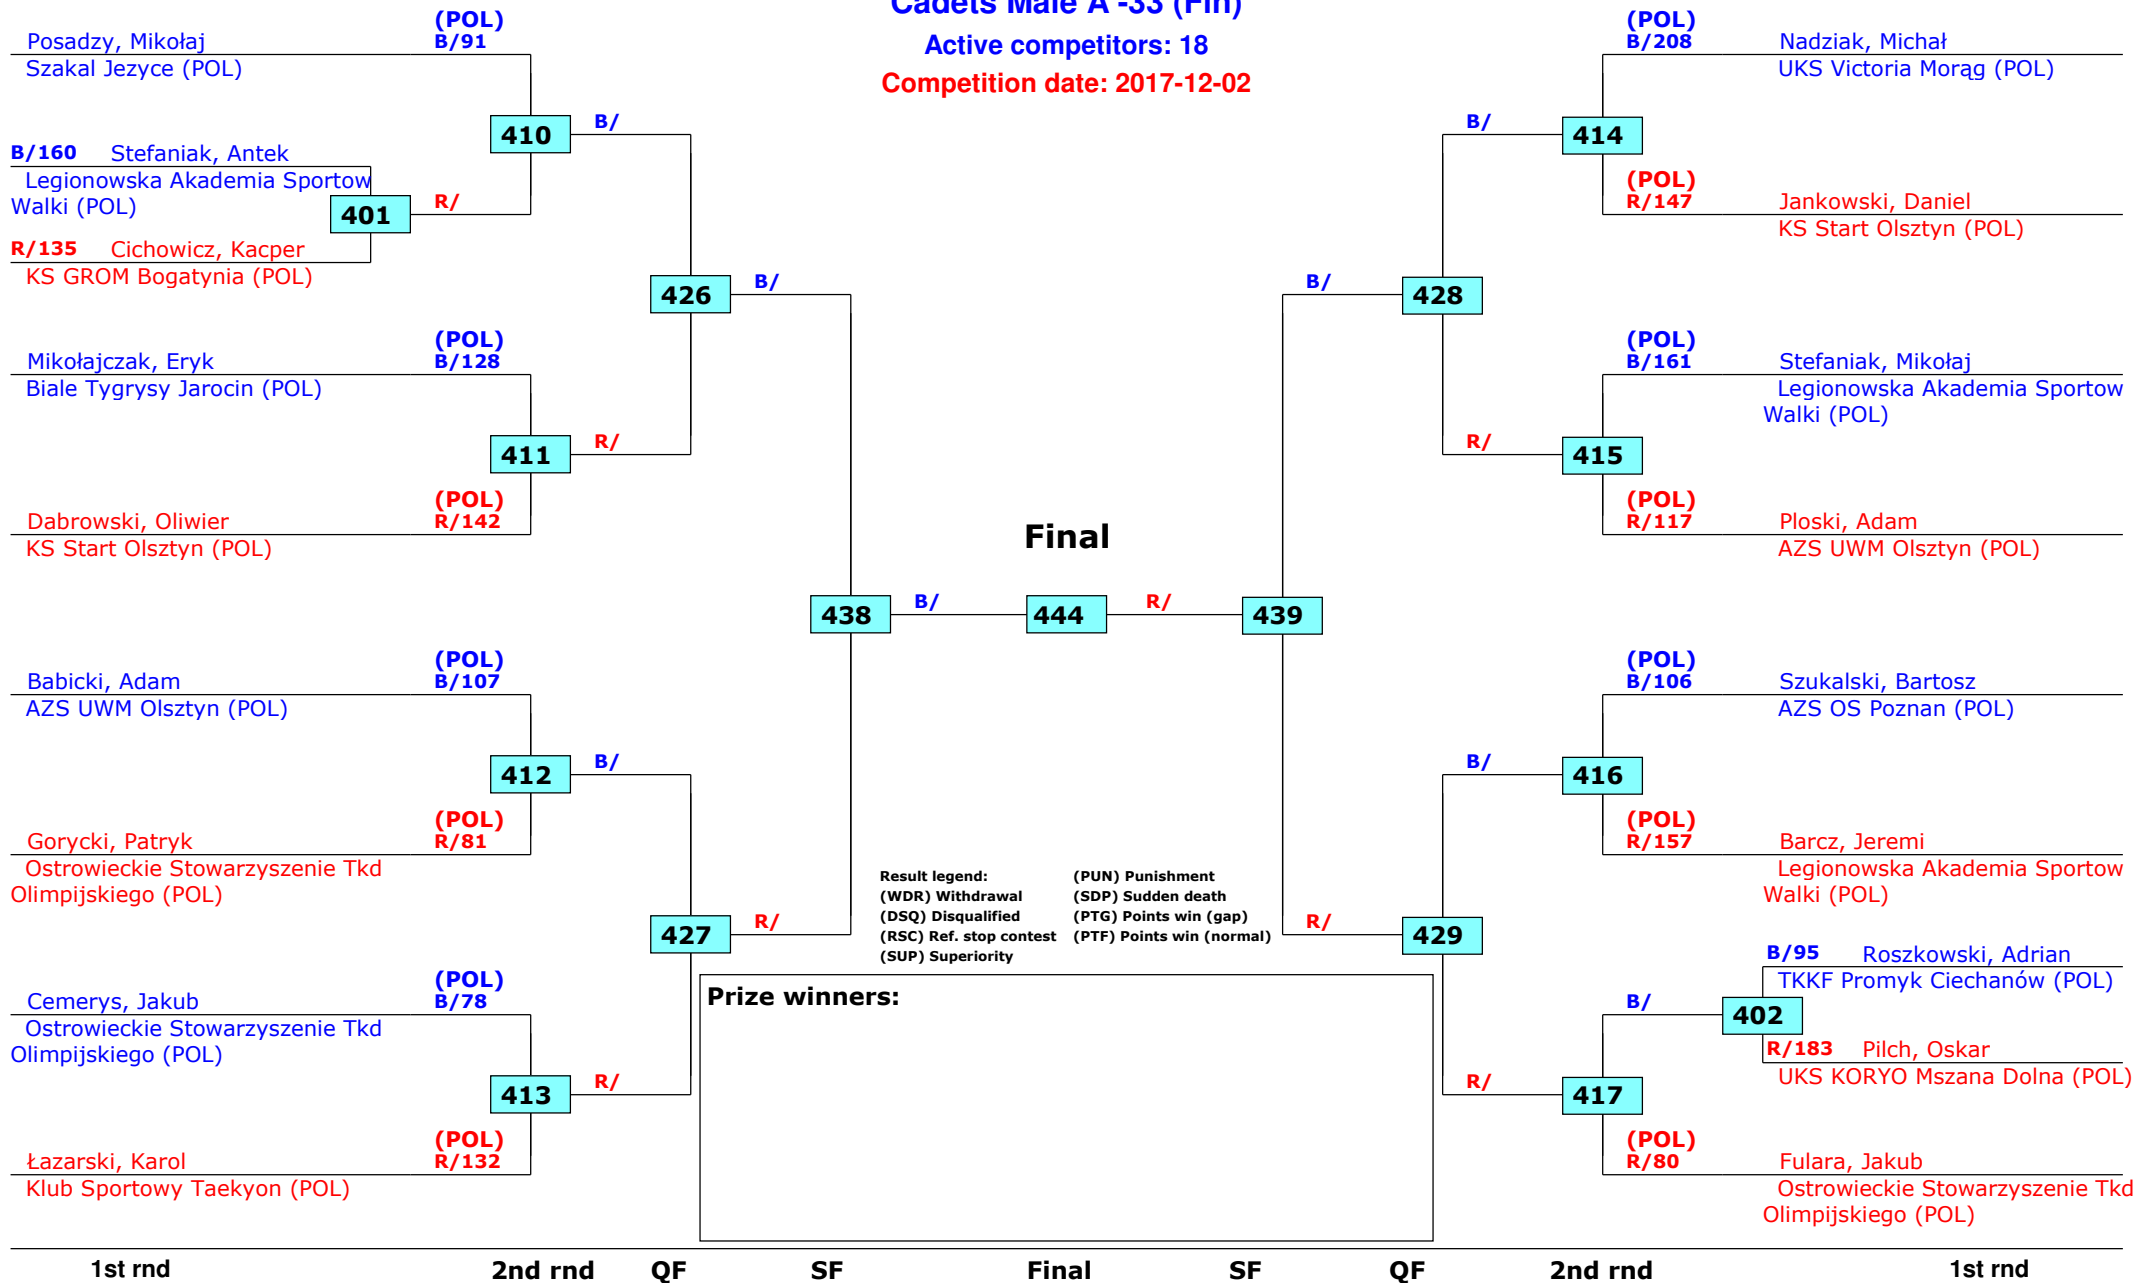 Cadets Male A -33 (Fin)
Active competitors: 18
Competition date: 2017-12-02
(POL)
Posadzy, Mikołaj B/91
Szakal Jezyce (POL)
410
B/
B/160 Stefaniak, Antek
Legionowska Akademia Sportow
Walki (POL)
401
R/
R/135 Cichowicz, Kacper
KS GROM Bogatynia (POL)
426
B/
(POL)
Mikołajczak, Eryk B/128
Biale Tygrysy Jarocin (POL)
411
R/
(POL)
Dabrowski, Oliwier R/142
KS Start Olsztyn (POL)
438
B/
(POL)
Babicki, Adam B/107
AZS UWM Olsztyn (POL)
412
B/
(POL)
Gorycki, Patryk R/81
Ostrowieckie Stowarzyszenie Tkd
Olimpijskiego (POL)
427
R/
(POL)
Cemerys, Jakub B/78
Ostrowieckie Stowarzyszenie Tkd
Olimpijskiego (POL)
413
R/
(POL)
Łazarski, Karol R/132
Klub Sportowy Taekyon (POL)
Final
444
R/
439
(POL)
B/208 Nadziak, Michał
UKS Victoria Morąg (POL)
B/
414
(POL)
R/147 Jankowski, Daniel
KS Start Olsztyn (POL)
B/
428
(POL)
B/161 Stefaniak, Mikołaj
Legionowska Akademia Sportow
Walki (POL)
R/
415
(POL)
R/117 Ploski, Adam
AZS UWM Olsztyn (POL)
(POL)
B/106 Szukalski, Bartosz
AZS OS Poznan (POL)
B/
416
(POL)
R/157 Barcz, Jeremi
Legionowska Akademia Sportow
Walki (POL)
R/
429
B/95 Roszkowski, Adrian
TKKF Promyk Ciechanów (POL)
B/
402
R/183 Pilch, Oskar
UKS KORYO Mszana Dolna (POL)
R/
417
(POL)
R/80 Fulara, Jakub
Ostrowieckie Stowarzyszenie Tkd
Olimpijskiego (POL)
Result legend: (PUN) Punishment
(WDR) Withdrawal (SDP) Sudden death
(DSQ) Disqualified (PTG) Points win (gap)
(RSC) Ref. stop contest (PTF) Points win (normal)
(SUP) Superiority
Prize winners:
1st rnd 2nd rnd QF SF Final SF QF 2nd rnd 1st rnd